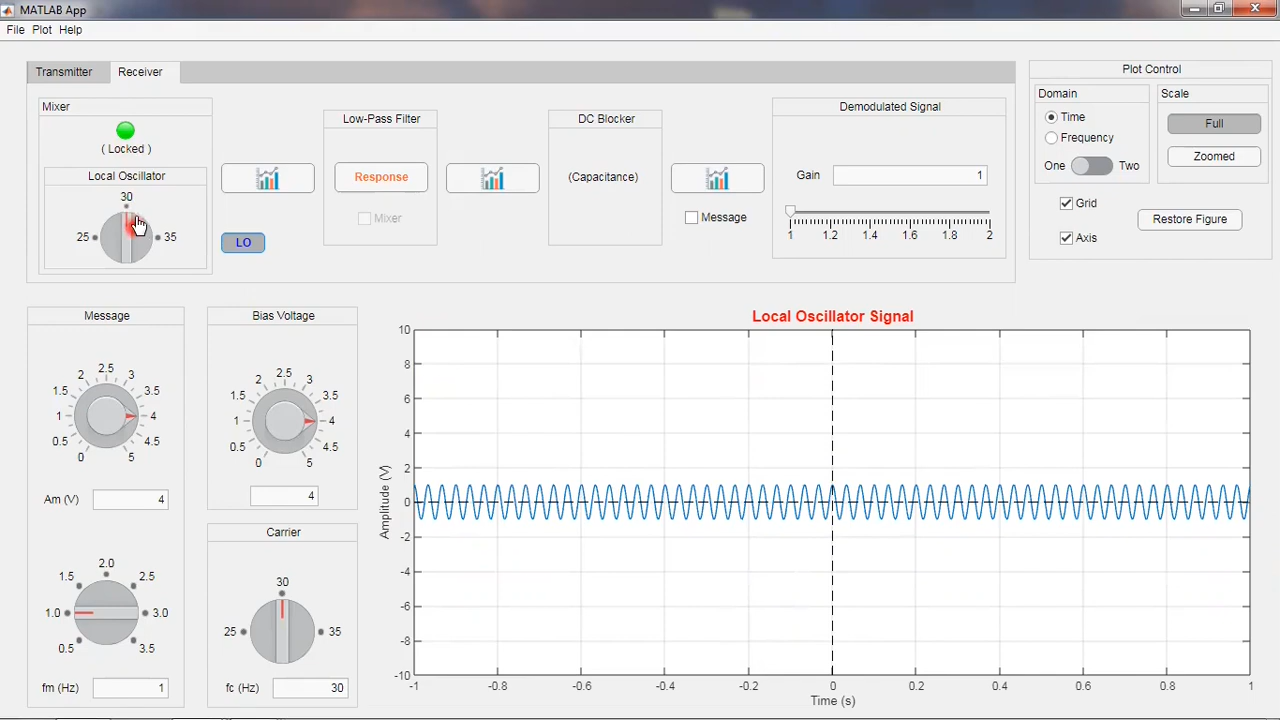 MATLAB App
File Plot Help
Transmitter Receiver
Mixer
( Locked )
Local Oscillator
30
25 35
LO
Low-Pass Filter
Response
Mixer
DC Blocker
(Capacitance)
Message
Demodulated Signal
Gain 1
1 1.2 1.4 1.6 1.8 2
Plot Control
Domain
Time
Frequency
One Two
Scale
Full
Zoomed
Grid
Axis
Restore Figure
Message
0 0.5 1 1.5 2 2.5 3 3.5 4 4.5 5
Am (V) 4
0.5 1.0 1.5 2.0 2.5 3.0 3.5
fm (Hz) 1
Bias Voltage
0 0.5 1 1.5 2 2.5 3 3.5 4 4.5 5
4
Carrier
30
25 35
fc (Hz) 30
Local Oscillator Signal
Amplitude (V)
10
8
6
4
2
0
-2
-4
-6
-8
-10
-1 -0.8 -0.6 -0.4 -0.2 0 0.2 0.4 0.6 0.8 1
Time (s)